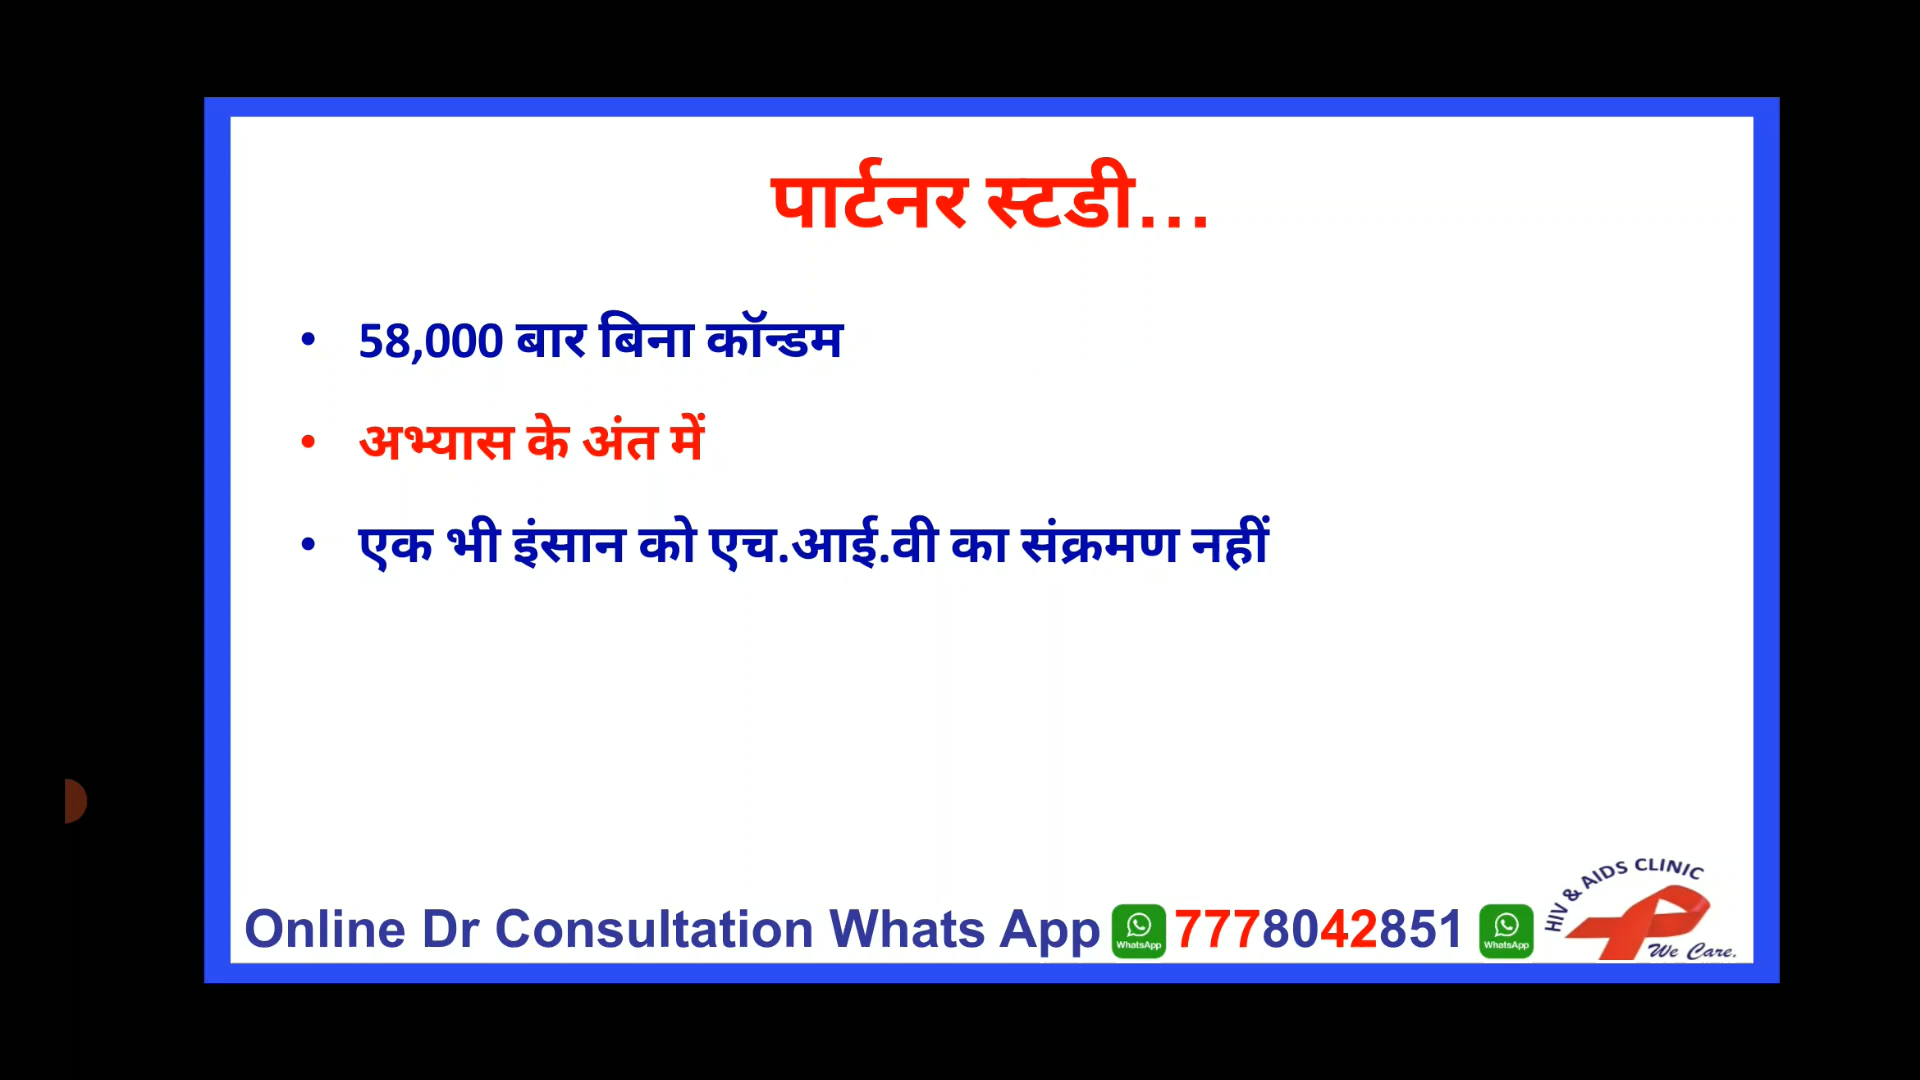 पार्टनर स्टडी...
• 58,000 बार बिना कॉन्डम
• अभ्यास के अंत में
• एक भी इंसान को एच.आई.वी का संक्रमण नहीं
Online Dr Consultation Whats App WhatsApp 7778042851 WhatsApp
HIV & AIDS CLINIC
We Care.